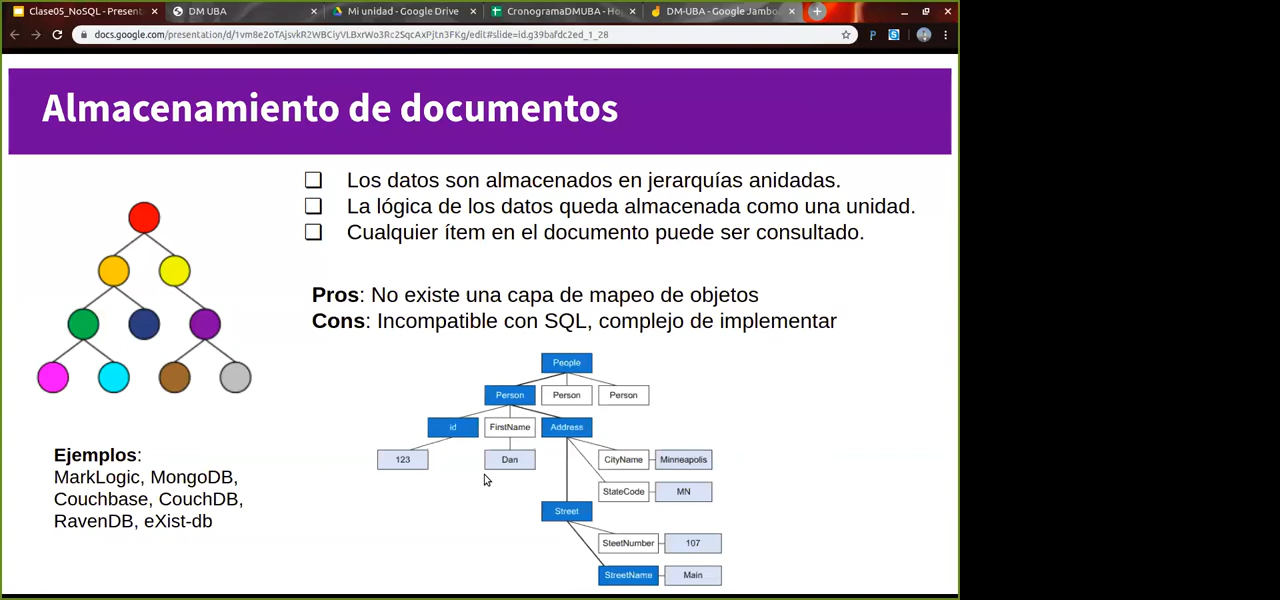 Clase05_NoSQL - Present
DM UBA
Mi unidad - Google Drive
CronogramaDMUBA - Ho
DM-UBA - Google Jambo
docs.google.com/presentation/d/1vm8e2oTAjsvkR2WBCiyVLBxrWo3Rc2SqcAxPjtn3FKg/edit#slide=id.g39bafdc2ed_1_28
Almacenamiento de documentos
Los datos son almacenados en jerarquías anidadas.
La lógica de los datos queda almacenada como una unidad.
Cualquier ítem en el documento puede ser consultado.
Pros: No existe una capa de mapeo de objetos
Cons: Incompatible con SQL, complejo de implementar
People
Person Person Person
id FirstName Address
123 Dan CityName Minneapolis
StateCode MN
Street
SteetNumber 107
StreetName Main
Ejemplos:
MarkLogic, MongoDB,
Couchbase, CouchDB,
RavenDB, eXist-db